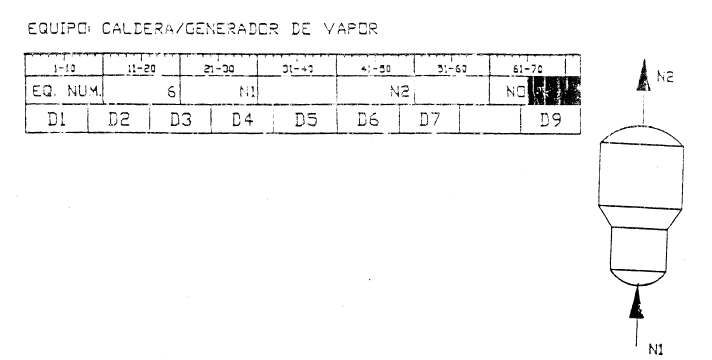 EQUIPO: CALDERA/GENERADOR DE VAPOR
1-10 11-20 21-30 31-40 41-50 51-60 61-70
EQ. NUM. 6 N1 N2 NO
D1 D2 D3 D4 D5 D6 D7 D9
N2
N1